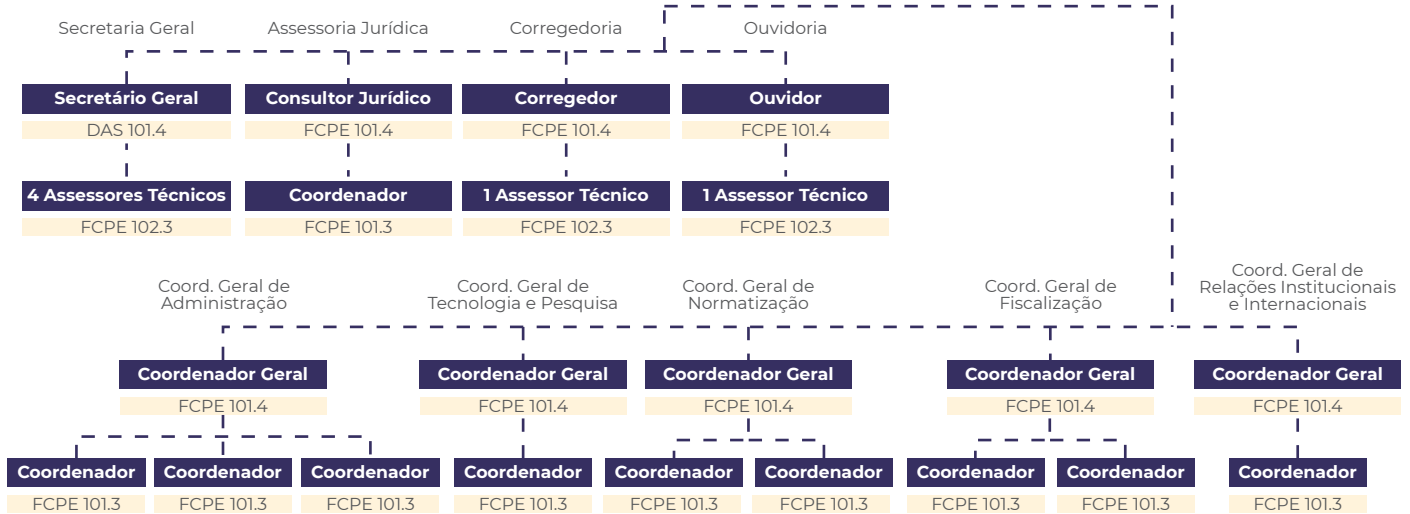 Secretaria Geral
Assessoria Jurídica
Corregedoria
Ouvidoria
Secretário Geral
Consultor Jurídico
Corregedor
Ouvidor
DAS 101.4
FCPE 101.4
FCPE 101.4
FCPE 101.4
4 Assessores Técnicos
Coordenador
1 Assessor Técnico
1 Assessor Técnico
FCPE 102.3
FCPE 101.3
FCPE 102.3
FCPE 102.3
Coord. Geral de
Administração
Coord. Geral de
Tecnologia e Pesquisa
Coord. Geral de
Normatização
Coord. Geral de
Fiscalização
Coord. Geral de
Relações Institucionais
e Internacionais
Coordenador Geral
Coordenador Geral
Coordenador Geral
Coordenador Geral
Coordenador Geral
FCPE 101.4
FCPE 101.4
FCPE 101.4
FCPE 101.4
FCPE 101.4
Coordenador
Coordenador
Coordenador
Coordenador
Coordenador
Coordenador
Coordenador
Coordenador
Coordenador
FCPE 101.3
FCPE 101.3
FCPE 101.3
FCPE 101.3
FCPE 101.3
FCPE 101.3
FCPE 101.3
FCPE 101.3
FCPE 101.3